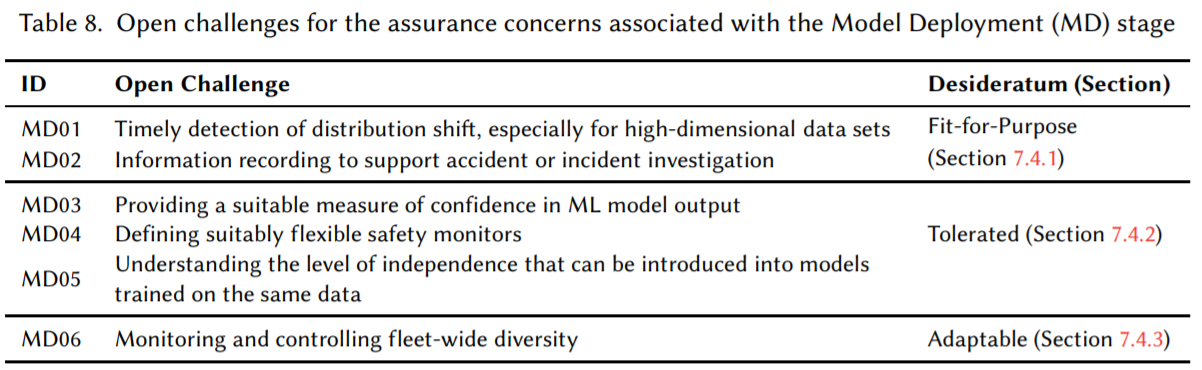 Table 8. Open challenges for the assurance concerns associated with the Model Deployment (MD) stage
ID Open Challenge Desideratum (Section)
MD01 Timely detection of distribution shift, especially for high-dimensional data sets Fit-for-Purpose
MD02 Information recording to support accident or incident investigation (Section 7.4.1)
MD03 Providing a suitable measure of confidence in ML model output
MD04 Defining suitably flexible safety monitors Tolerated (Section 7.4.2)
MD05 Understanding the level of independence that can be introduced into models
trained on the same data
MD06 Monitoring and controlling fleet-wide diversity Adaptable (Section 7.4.3)